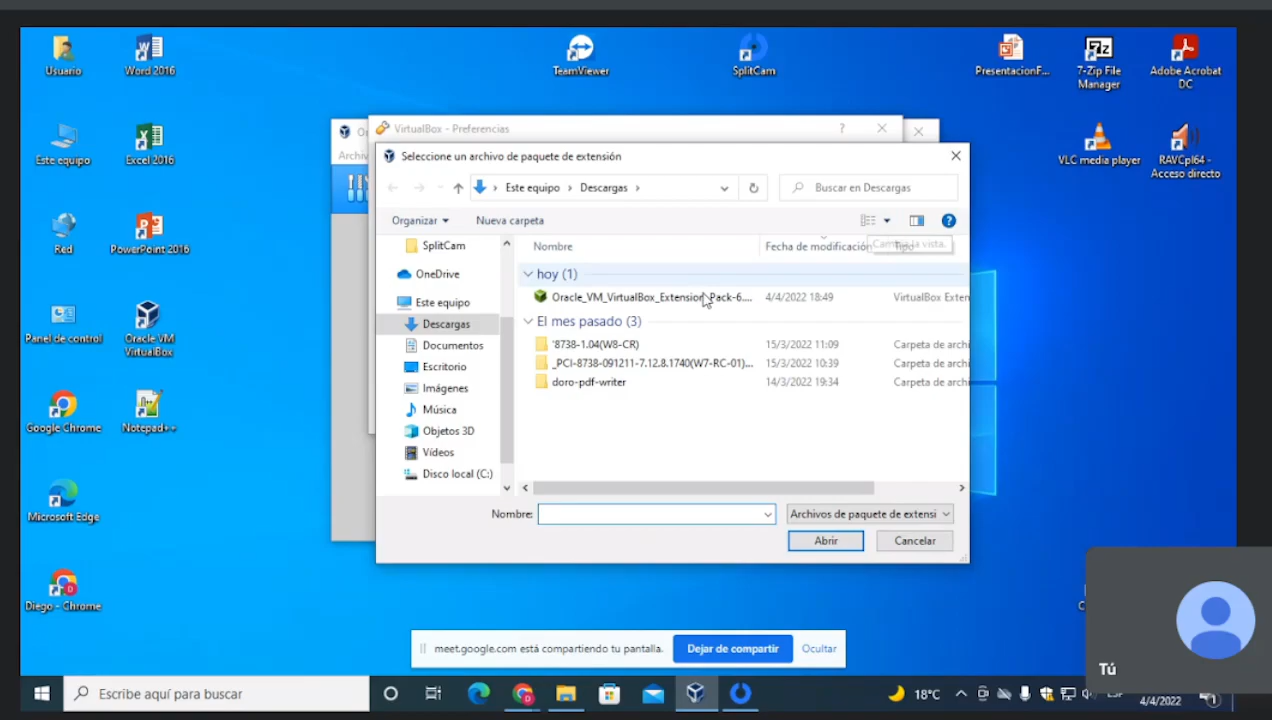 Usuario
Word 2016
TeamViewer
SplitCam
PresentacionF...
7-Zip File
Manager
Adobe Acrobat
DC
VirtualBox - Preferencias
?
Archiv
Seleccione un archivo de paquete de extensión
Este equipo
Excel 2016
VLC media player
RAVCpl64 -
Acceso directo
Este equipo > Descargas >
Buscar en Descargas
Organizar
Nueva carpeta
?
Red
PowerPoint 2016
SplitCam
OneDrive
Este equipo
Descargas
Documentos
Escritorio
Imágenes
Música
Objetos 3D
Vídeos
Disco local (C:)
Nombre
Fecha de modificación
Tipo
Cambia la vista.
hoy (1)
Oracle_VM_VirtualBox_Extension_Pack-6....
4/4/2022 18:49
VirtualBox Exten
El mes pasado (3)
'8738-1.04(W8-CR)
15/3/2022 11:09
Carpeta de archi
_PCI-8738-091211-7.12.8.1740(W7-RC-01)...
15/3/2022 10:39
Carpeta de archi
doro-pdf-writer
14/3/2022 19:34
Carpeta de archi
Panel de control
Oracle VM
VirtualBox
Google Chrome
Notepad++
Microsoft Edge
Diego - Chrome
Nombre:
Archivos de paquete de extensi
Abrir
Cancelar
meet.google.com está compartiendo tu pantalla.
Dejar de compartir
Ocultar
Tú
Escribe aquí para buscar
18°C
ESP
4/4/2022
1